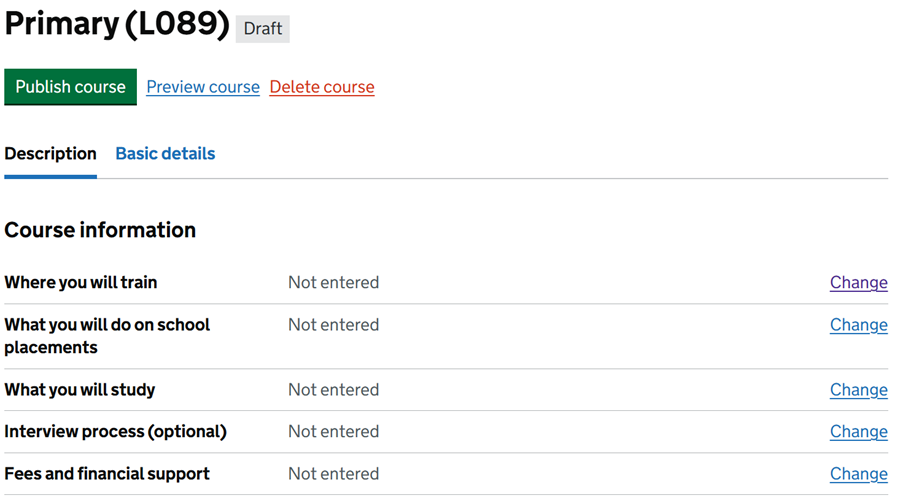 Primary (L089) Draft
Publish course Preview course Delete course
Description Basic details
Course information
Where you will train Not entered Change
What you will do on school Not entered Change
placements
What you will study Not entered Change
Interview process (optional) Not entered Change
Fees and financial support Not entered Change